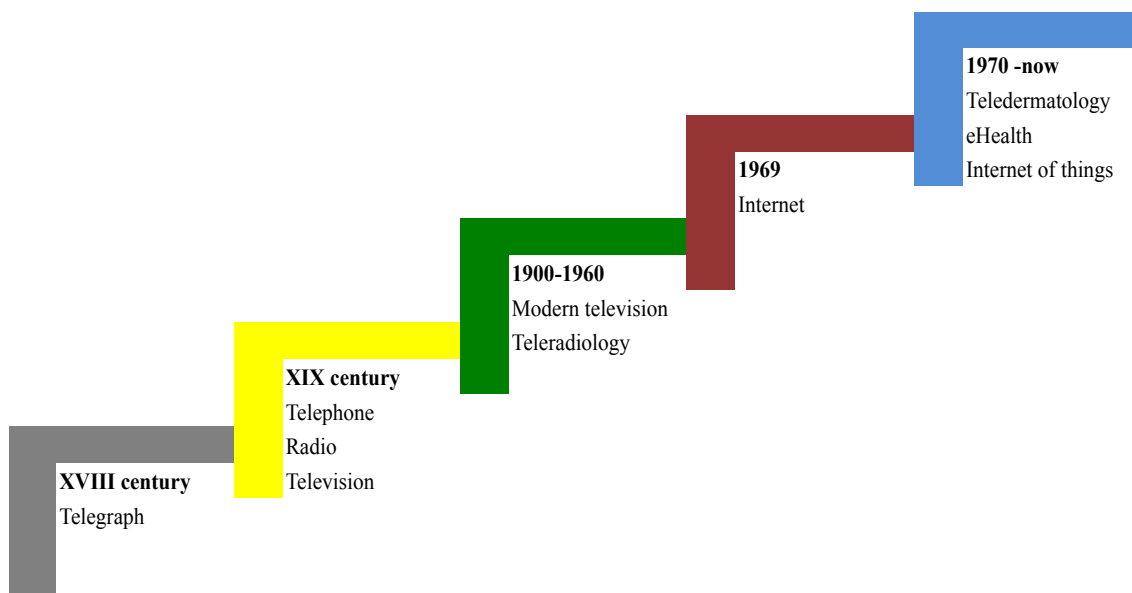 XVIII century
Telegraph
XIX century
Telephone
Radio
Television
1900-1960
Modern television
Teleradiology
1969
Internet
1970 -now
Teledermatology
eHealth
Internet of things